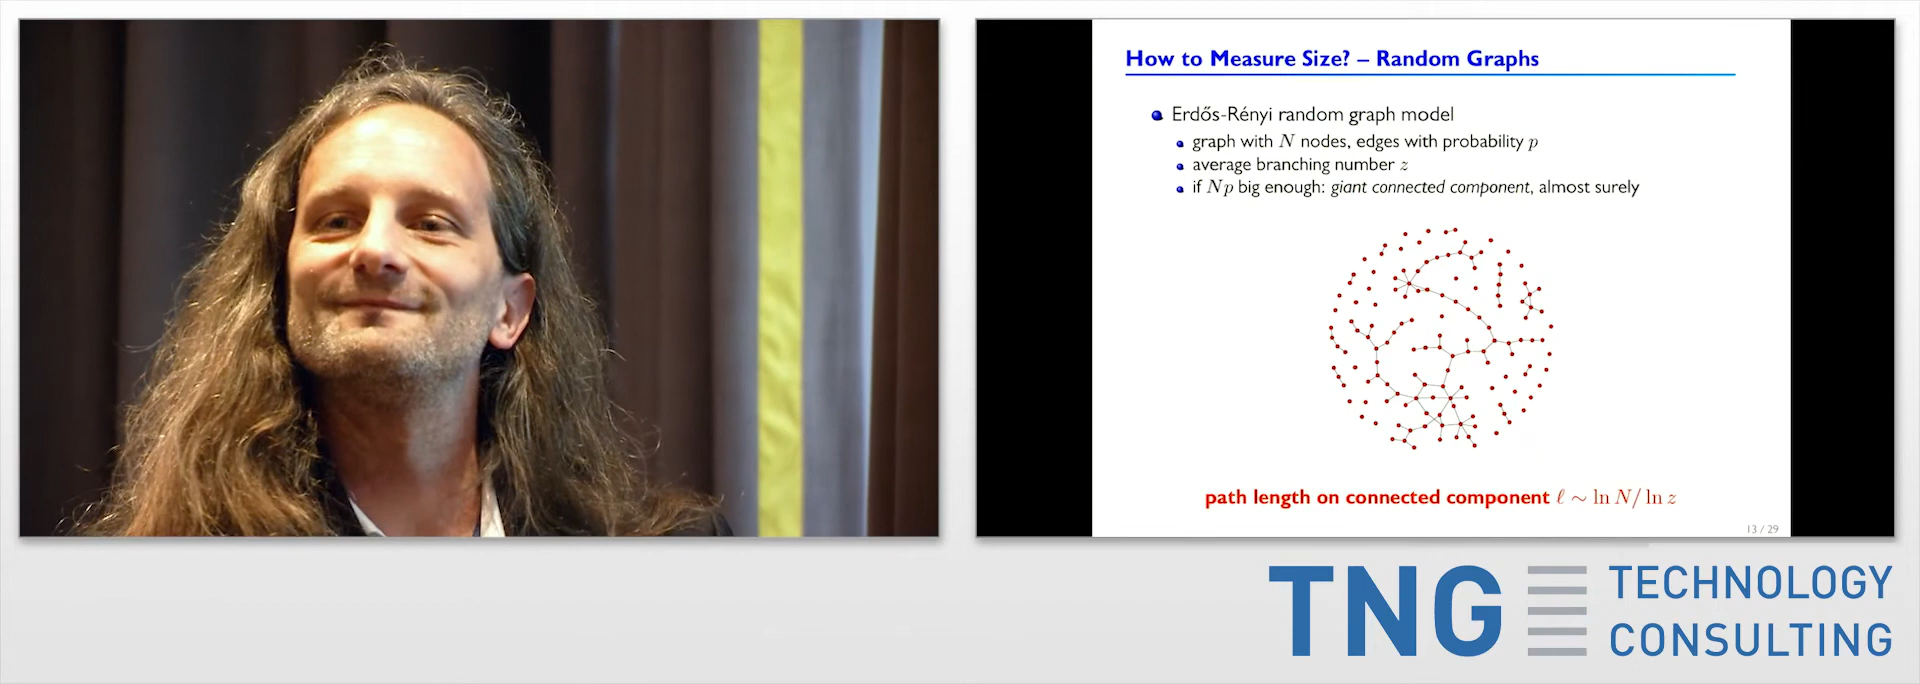 How to Measure Size? – Random Graphs
Erdős-Rényi random graph model
graph with N nodes, edges with probability p
average branching number z
if Np big enough: giant connected component, almost surely
path length on connected component ℓ ∼ ln N/ ln z
13 / 29
TNG TECHNOLOGY
CONSULTING